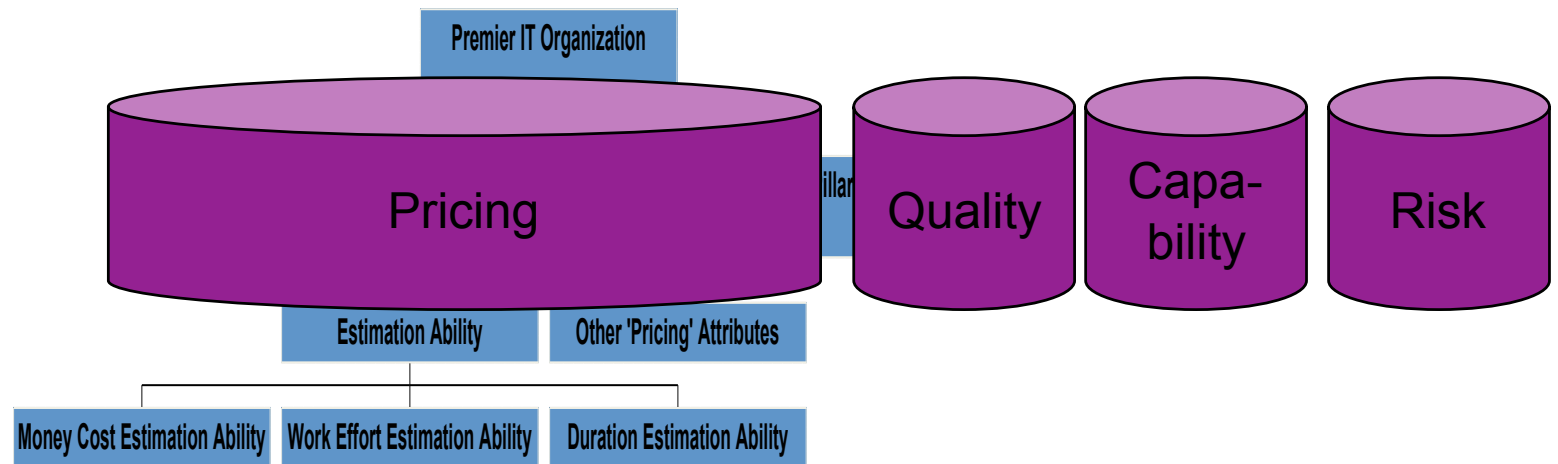 Premier IT Organization
Pricing
Quality
Capa-
bility
Risk
Estimation Ability
Other 'Pricing' Attributes
Money Cost Estimation Ability
Work Effort Estimation Ability
Duration Estimation Ability